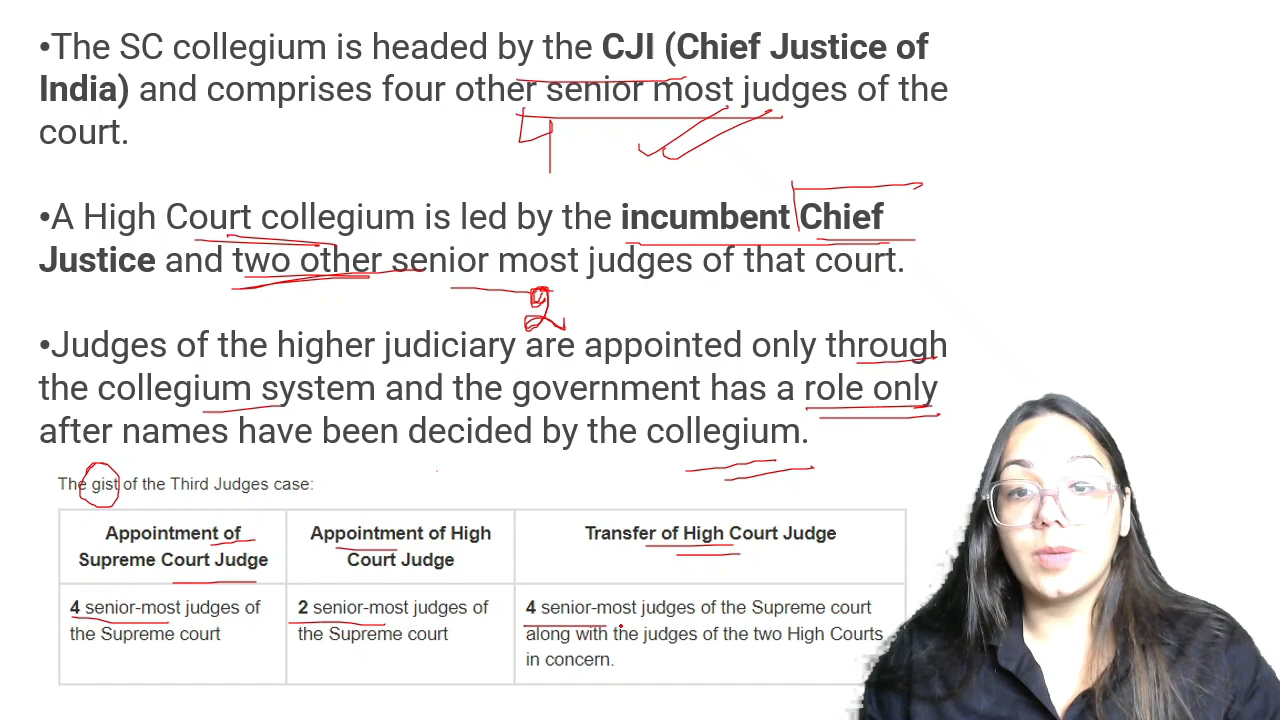 •The SC collegium is headed by the CJI (Chief Justice of
India) and comprises four other senior most judges of the
court.
4
•A High Court collegium is led by the incumbent Chief
Justice and two other senior most judges of that court.
2
•Judges of the higher judiciary are appointed only through
the collegium system and the government has a role only
after names have been decided by the collegium.
The gist of the Third Judges case:
Appointment of
Supreme Court Judge
Appointment of High
Court Judge
Transfer of High Court Judge
4 senior-most judges of
the Supreme court
2 senior-most judges of
the Supreme court
4 senior-most judges of the Supreme court
along with the judges of the two High Courts
in concern.